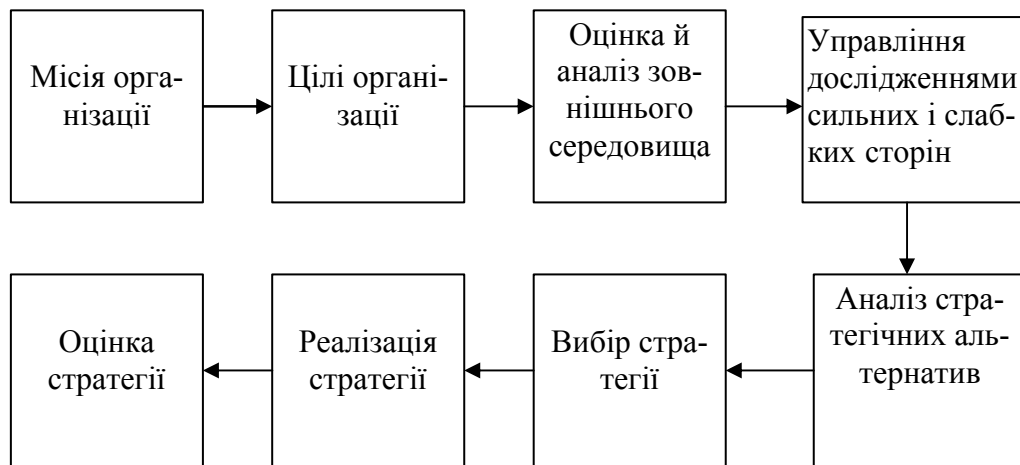 Місія орга-
нізації
Цілі органі-
зації
Оцінка й
аналіз зов-
нішнього
середовища
Управління
дослідженнями
сильних і слаб-
ких сторін
Аналіз стра-
тегічних аль-
тернатив
Вибір стра-
тегії
Реалізація
стратегії
Оцінка
стратегії